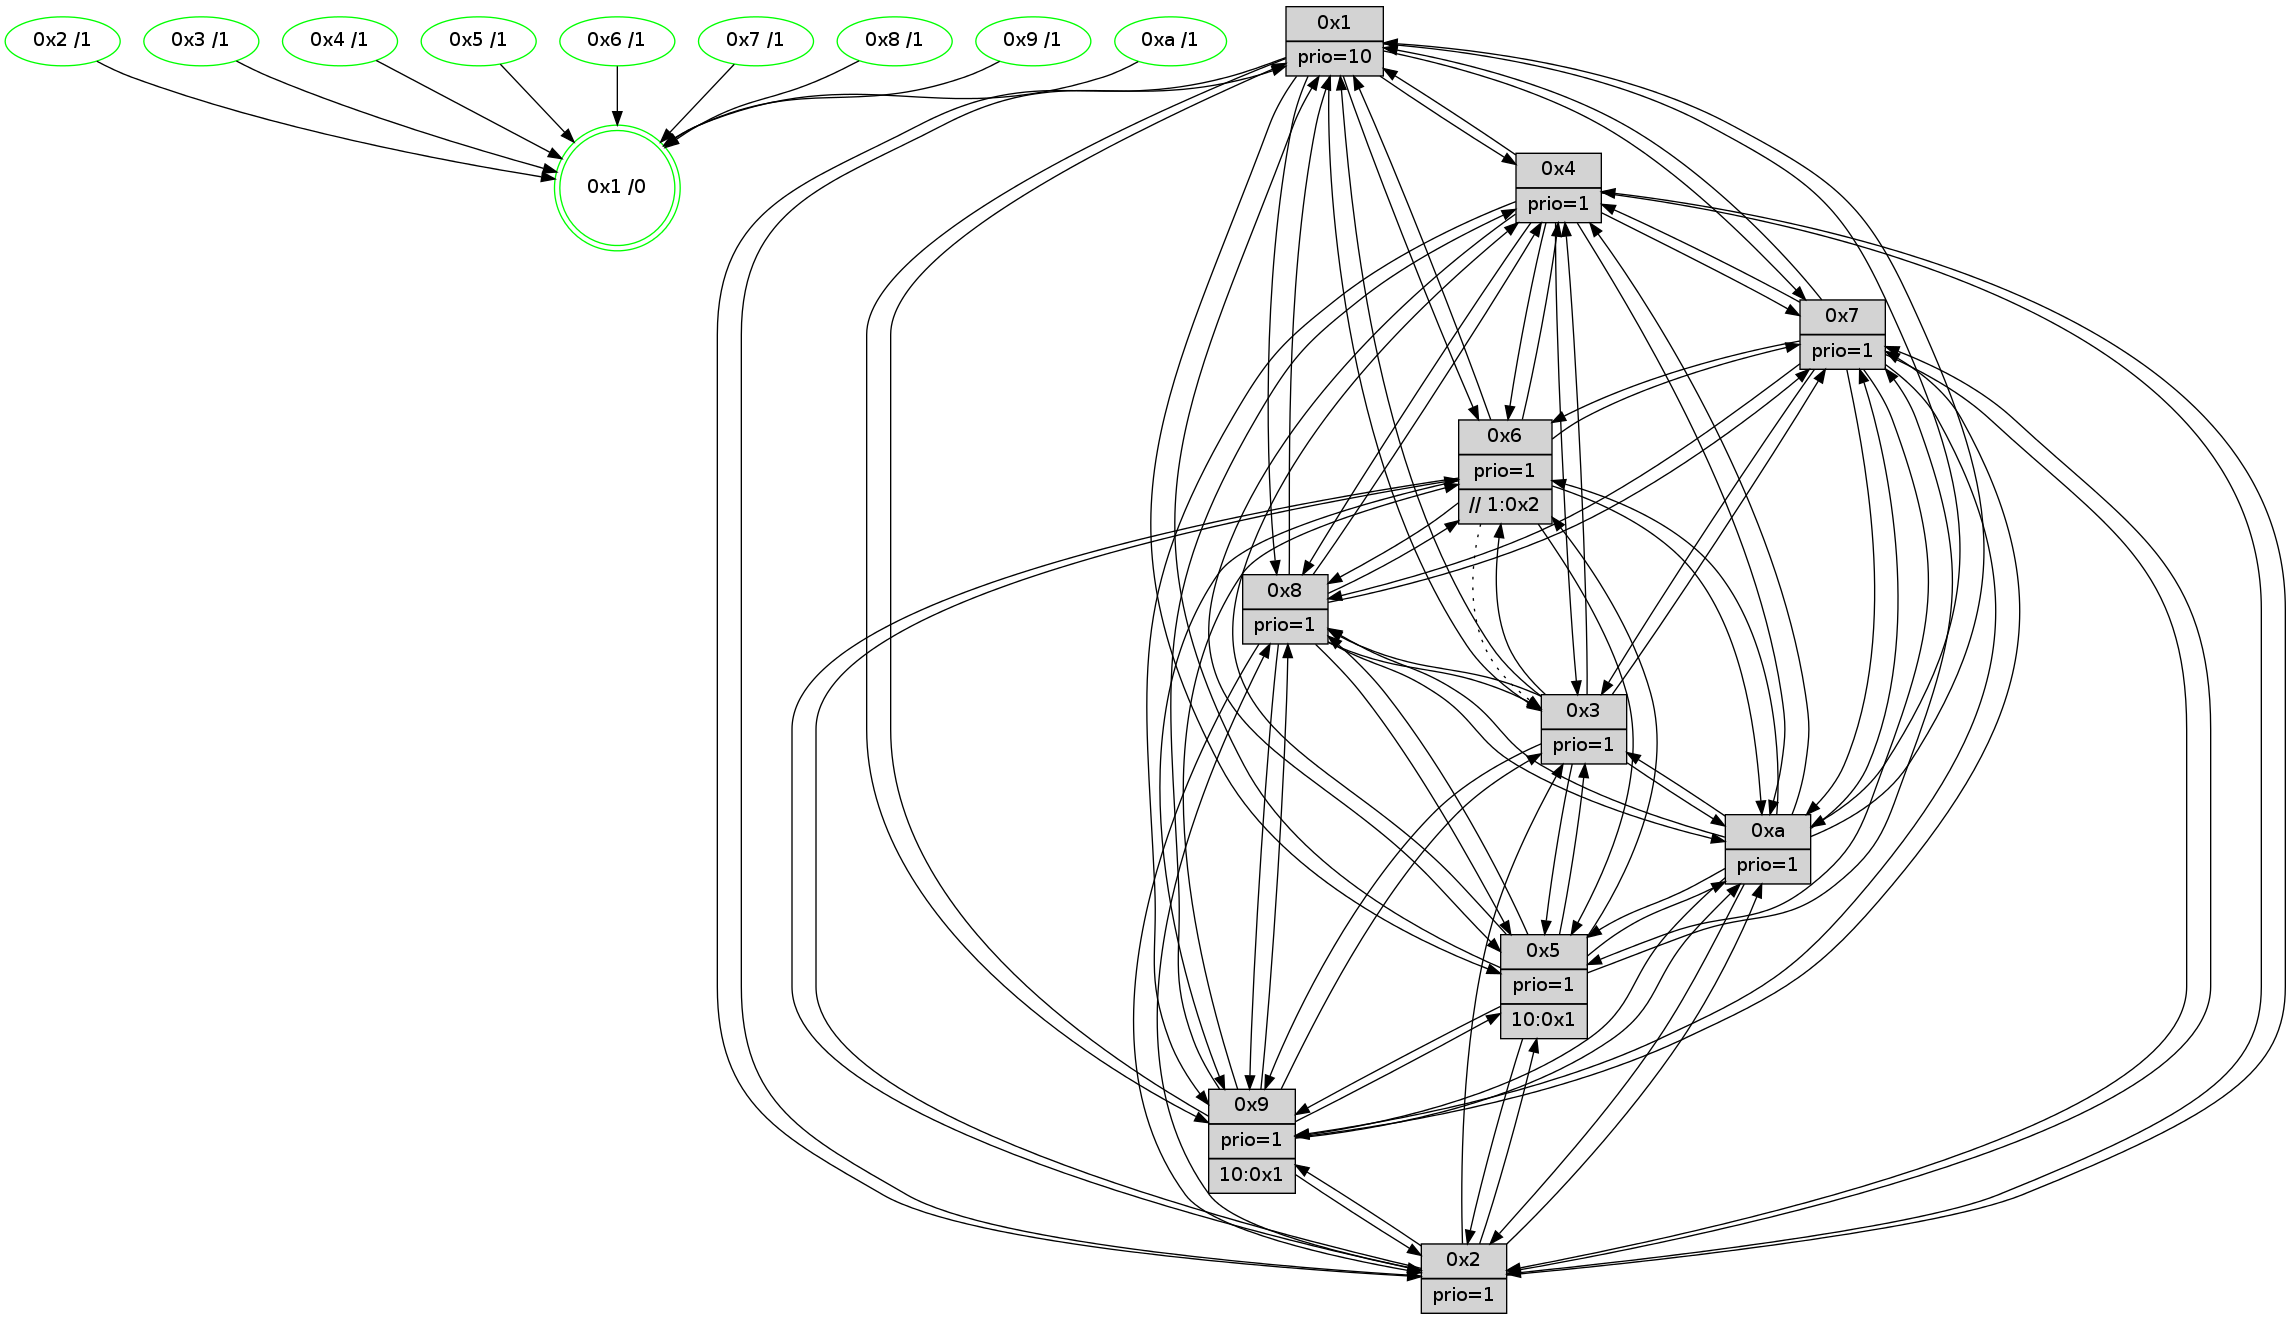 0x2 /1
0x3 /1
0x4 /1
0x5 /1
0x6 /1
0x7 /1
0x8 /1
0x9 /1
0xa /1
0x1 /0
0x1
prio=10
0x4
prio=1
0x7
prio=1
0x6
prio=1
// 1:0x2
0x8
prio=1
0x3
prio=1
0xa
prio=1
0x5
prio=1
10:0x1
0x9
prio=1
10:0x1
0x2
prio=1